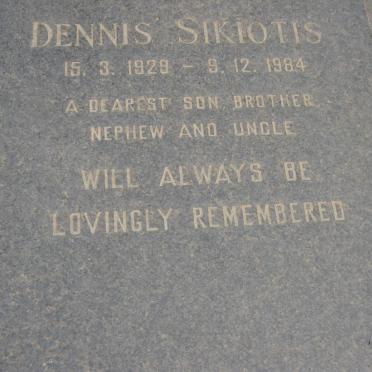 DENNIS SIKIOTIS
15. 3. 1929 - 9. 12. 1984
A DEAREST SON, BROTHER,
NEPHEW AND UNCLE
WILL ALWAYS BE
LOVINGLY REMEMBERED